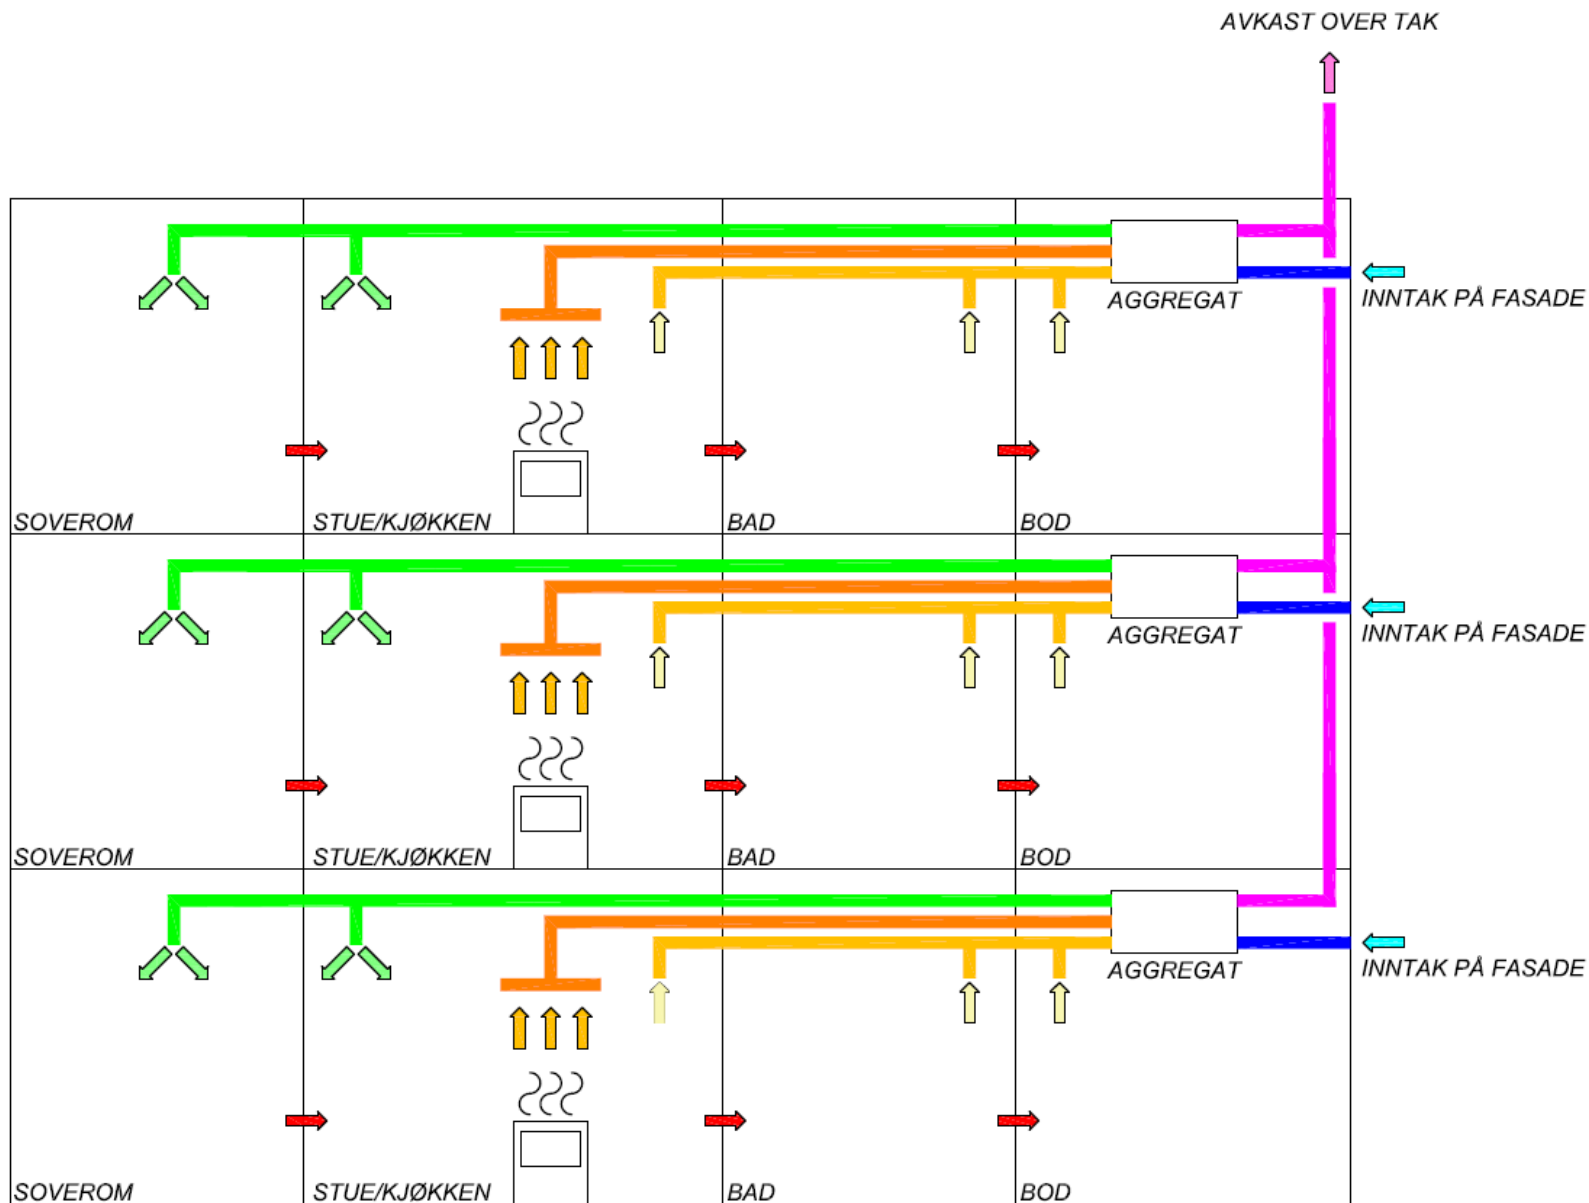 AVKAST OVER TAK
AGGREGAT
INNTAK PÅ FASADE
SOVEROM
STUE/KJØKKEN
BAD
BOD
AGGREGAT
INNTAK PÅ FASADE
SOVEROM
STUE/KJØKKEN
BAD
BOD
AGGREGAT
INNTAK PÅ FASADE
SOVEROM
STUE/KJØKKEN
BAD
BOD